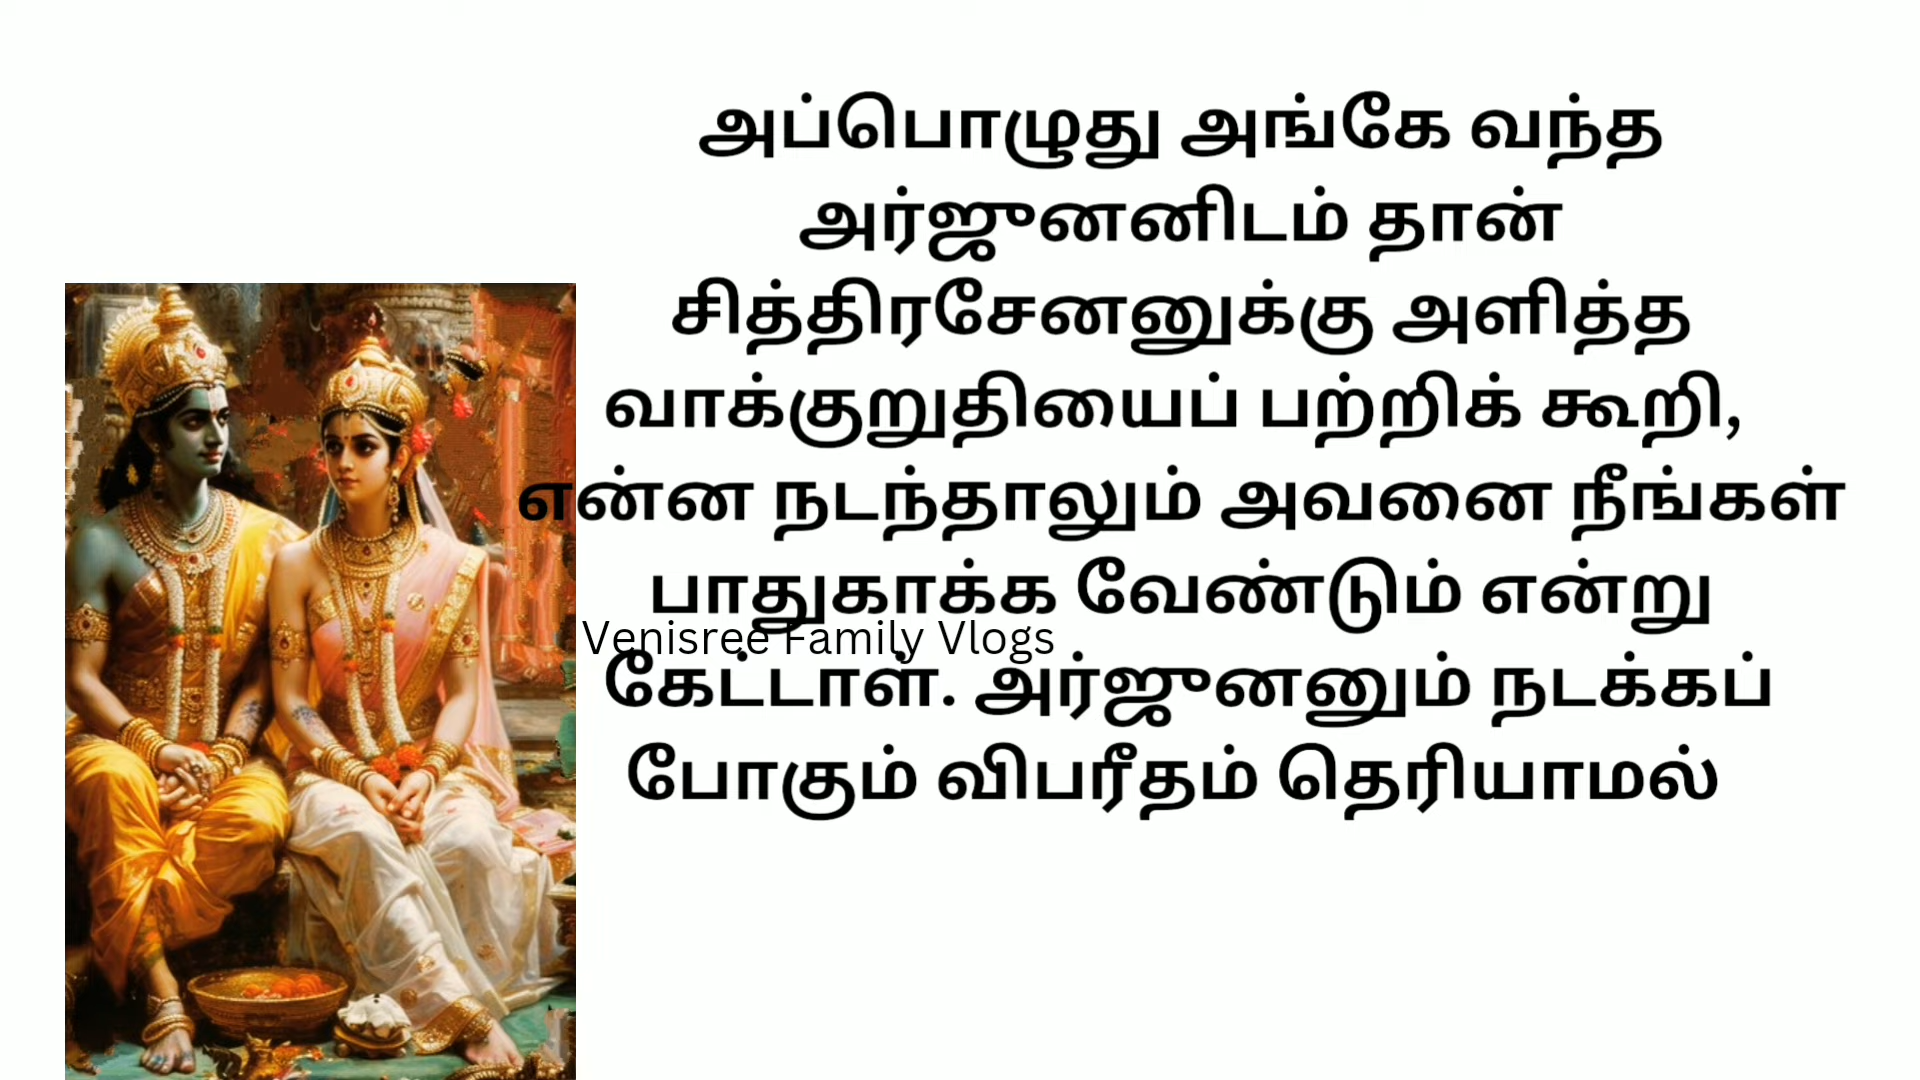 அப்பொழுது அங்கே வந்த
அர்ஜுனனிடம் தான்
சித்திரசேனனுக்கு அளித்த
வாக்குறுதியைப் பற்றிக் கூறி,
என்ன நடந்தாலும் அவனை நீங்கள்
பாதுகாக்க வேண்டும் என்று
Venisree Family Vlogs
கேட்டாள். அர்ஜுனனும் நடக்கப்
போகும் விபரீதம் தெரியாமல்